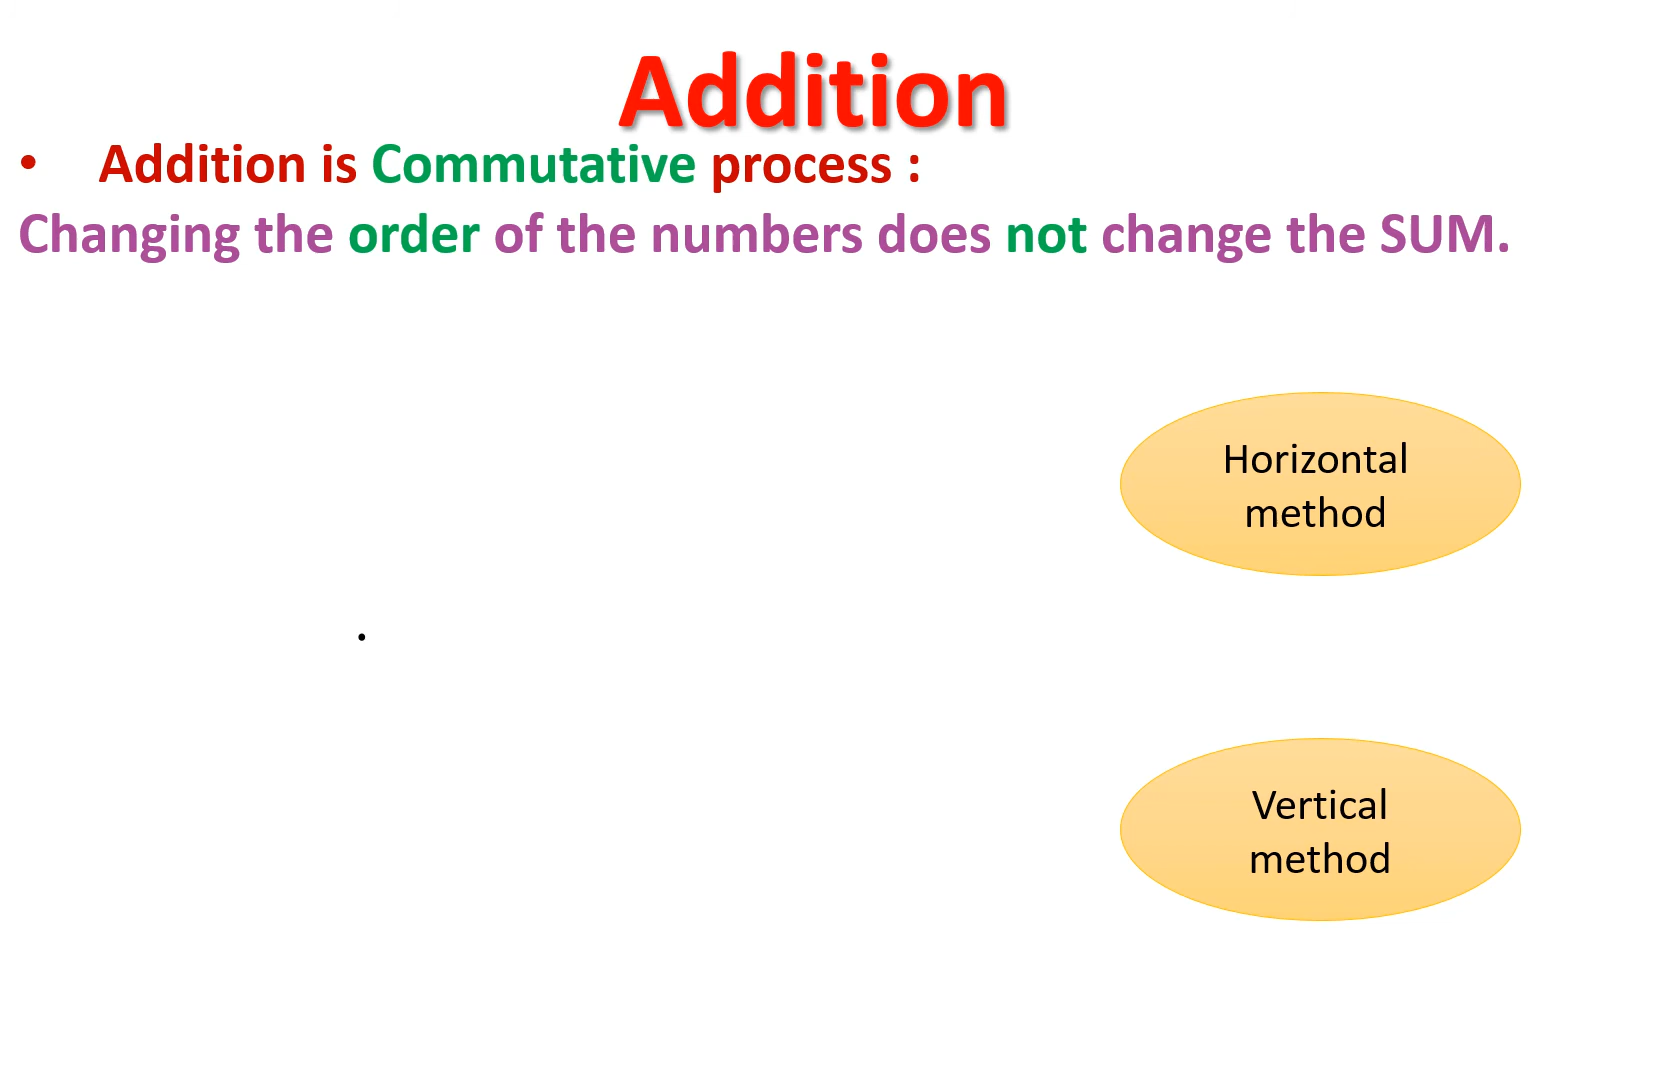 Addition
• Addition is Commutative process :
Changing the order of the numbers does not change the SUM.
Horizontal
method
.
Vertical
method